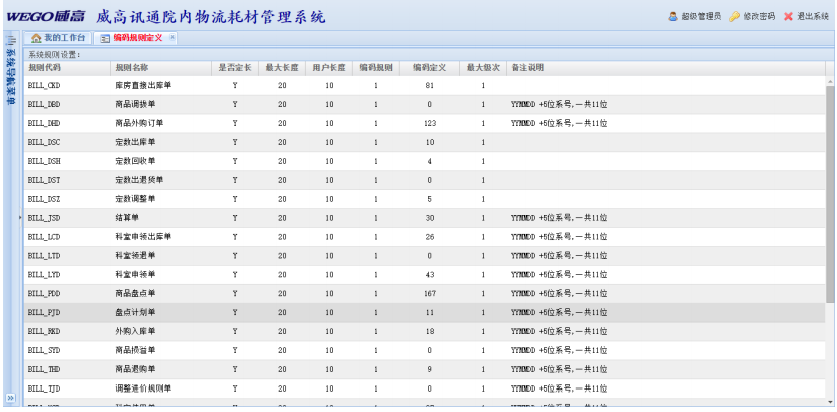 WEGO威高 威高讯通院内物流耗材管理系统 超级管理员 修改密码 退出系统
系统导航菜单
我的工作台 编码规则定义
系统规则设置:
规则代码 规则名称 是否定长 最大长度 用户长度 编码规则 编码定义 最大级次 备注说明
BILL_CKD 库房直接出库单 Y 20 10 1 81 1
BILL_DBD 商品调拨单 Y 20 10 1 0 1 YYMMDD +5位系号,一共11位
BILL_DHD 商品外购订单 Y 20 10 1 123 1 YYMMDD +5位系号,一共11位
BILL_DSC 定数出库单 Y 20 10 1 10 1
BILL_DSH 定数回收单 Y 20 10 1 4 1
BILL_DST 定数出退货单 Y 20 10 1 0 1
BILL_DSZ 定数调整单 Y 20 10 1 5 1
BILL_JSD 结算单 Y 20 10 1 30 1 YYMMDD +5位系号,一共11位
BILL_LCD 科室申领出库单 Y 20 10 1 26 1 YYMMDD +5位系号,一共11位
BILL_LTD 科室领退单 Y 20 10 1 0 1 YYMMDD +5位系号,一共11位
BILL_LYD 科室申领单 Y 20 10 1 43 1 YYMMDD +5位系号,一共11位
BILL_PDD 商品盘点单 Y 20 10 1 167 1 YYMMDD +5位系号,一共11位
BILL_PJD 盘点计划单 Y 20 10 1 11 1 YYMMDD +5位系号,一共11位
BILL_RKD 外购入库单 Y 20 10 1 18 1 YYMMDD +5位系号,一共11位
BILL_SYD 商品损溢单 Y 20 10 1 0 1 YYMMDD +5位系号,一共11位
BILL_THD 商品退购单 Y 20 10 1 9 1 YYMMDD +5位系号,一共11位
BILL_TJD 调整造价规则单 Y 20 10 1 0 1 YYMMDD +5位系号,一共11位